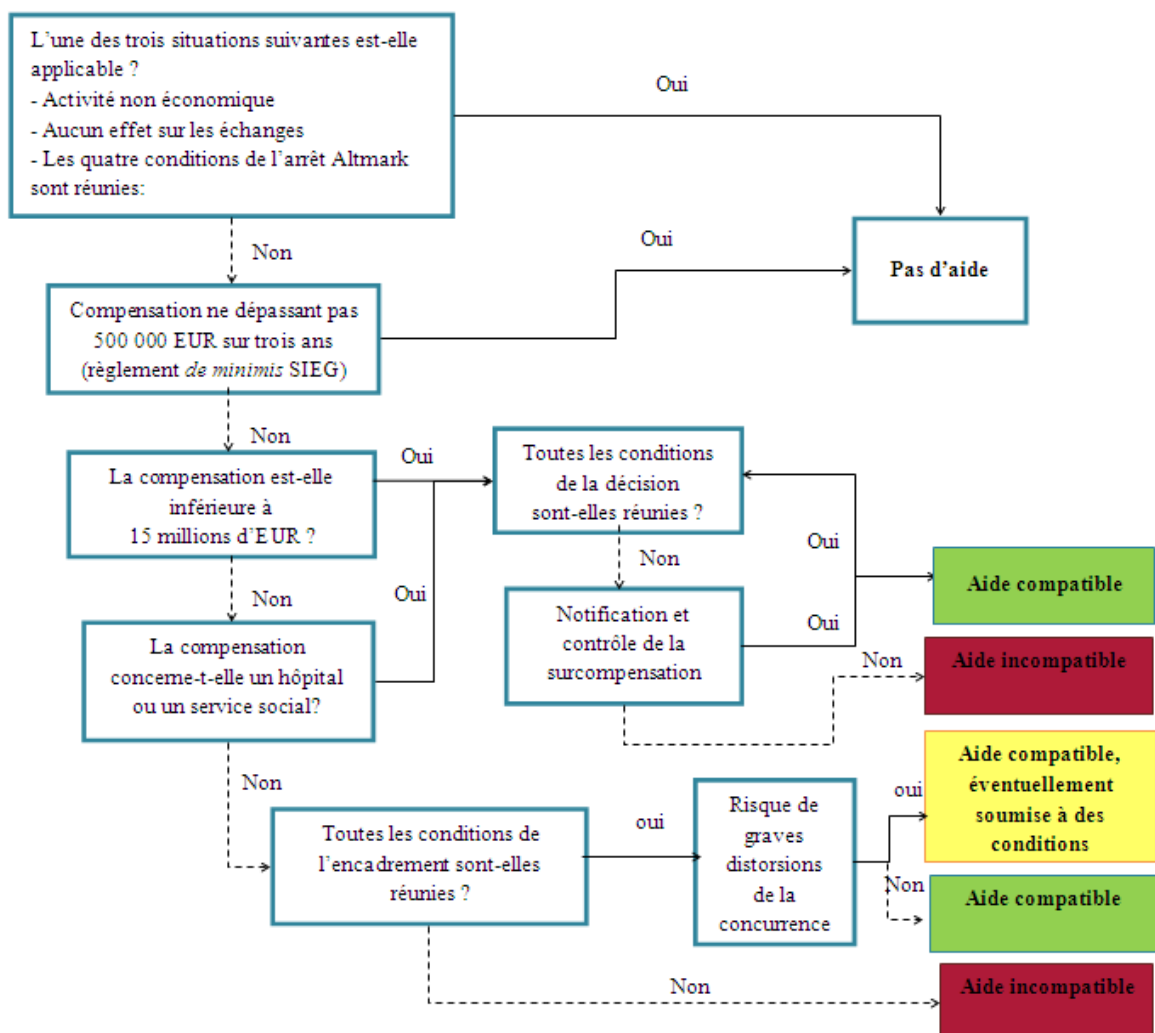 L'une des trois situations suivantes est-elle
applicable ?
- Activité non économique
- Aucun effet sur les échanges
- Les quatre conditions de l'arrêt Altmark
sont réunies:
Oui
Non
Oui
Pas d'aide
Compensation ne dépassant pas
500 000 EUR sur trois ans
(règlement de minimis SIEG)
Non
La compensation est-elle
inférieure à
15 millions d'EUR ?
Oui
Toutes les conditions
de la décision
sont-elles réunies ?
Non
Oui
Non
Oui
Aide compatible
La compensation
concerne-t-elle un hôpital
ou un service social?
Notification et
contrôle de la
surcompensation
Oui
Non
Aide incompatible
Non
Toutes les conditions de
l'encadrement sont-elles
réunies ?
oui
Risque de
graves
distorsions
de la
concurrence
oui
Aide compatible,
éventuellement
soumise à des
conditions
Non
Aide compatible
Non
Aide incompatible